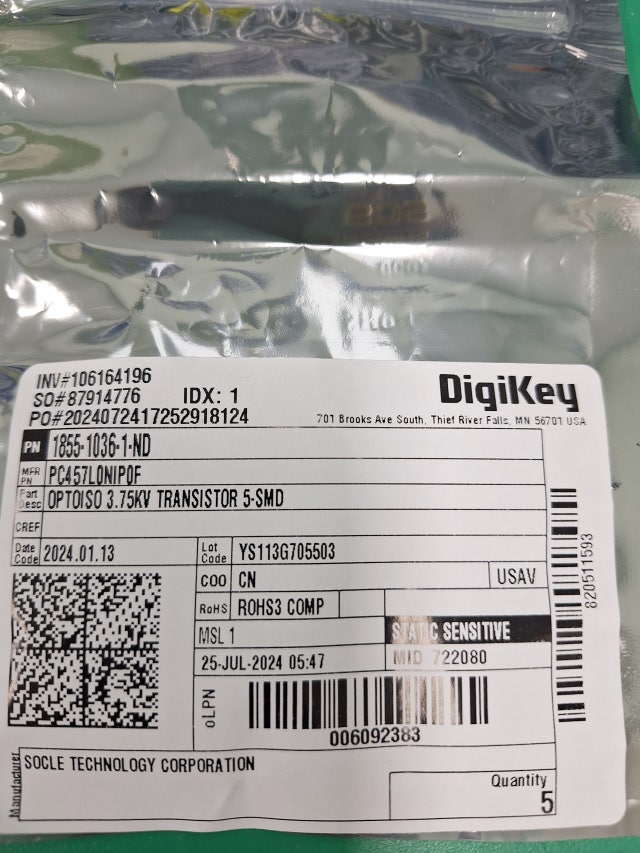 INV#106164196
SO#87914776 IDX: 1
PO#2024072417252918124
DigiKey
701 Brooks Ave South, Thief River Falls, MN 56701 USA
PN 1855-1036-1-ND
MFR PN PC457L0NIP0F
Part Desc OPTOISO 3.75KV TRANSISTOR 5-SMD
CREF
Date Code 2024.01.13 Lot Code YS113G705503
COO CN USAV
RoHS ROHS3 COMP
MSL 1 STATIC SENSITIVE
25-JUL-2024 05:47 MID 722080
oLPN
006092383
820511593
Manufacturer SOCLE TECHNOLOGY CORPORATION
Quantity
5